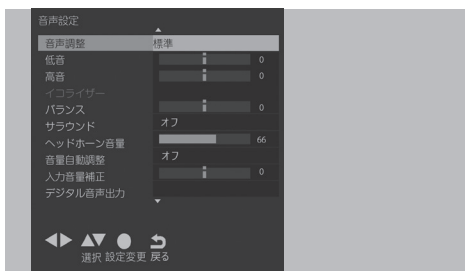 音声設定
音声調整 標準
低音 0
高音 0
イコライザー
バランス 0
サラウンド オフ
ヘッドホーン音量 66
音量自動調整 オフ
入力音量補正 0
デジタル音声出力
選択 設定変更 戻る